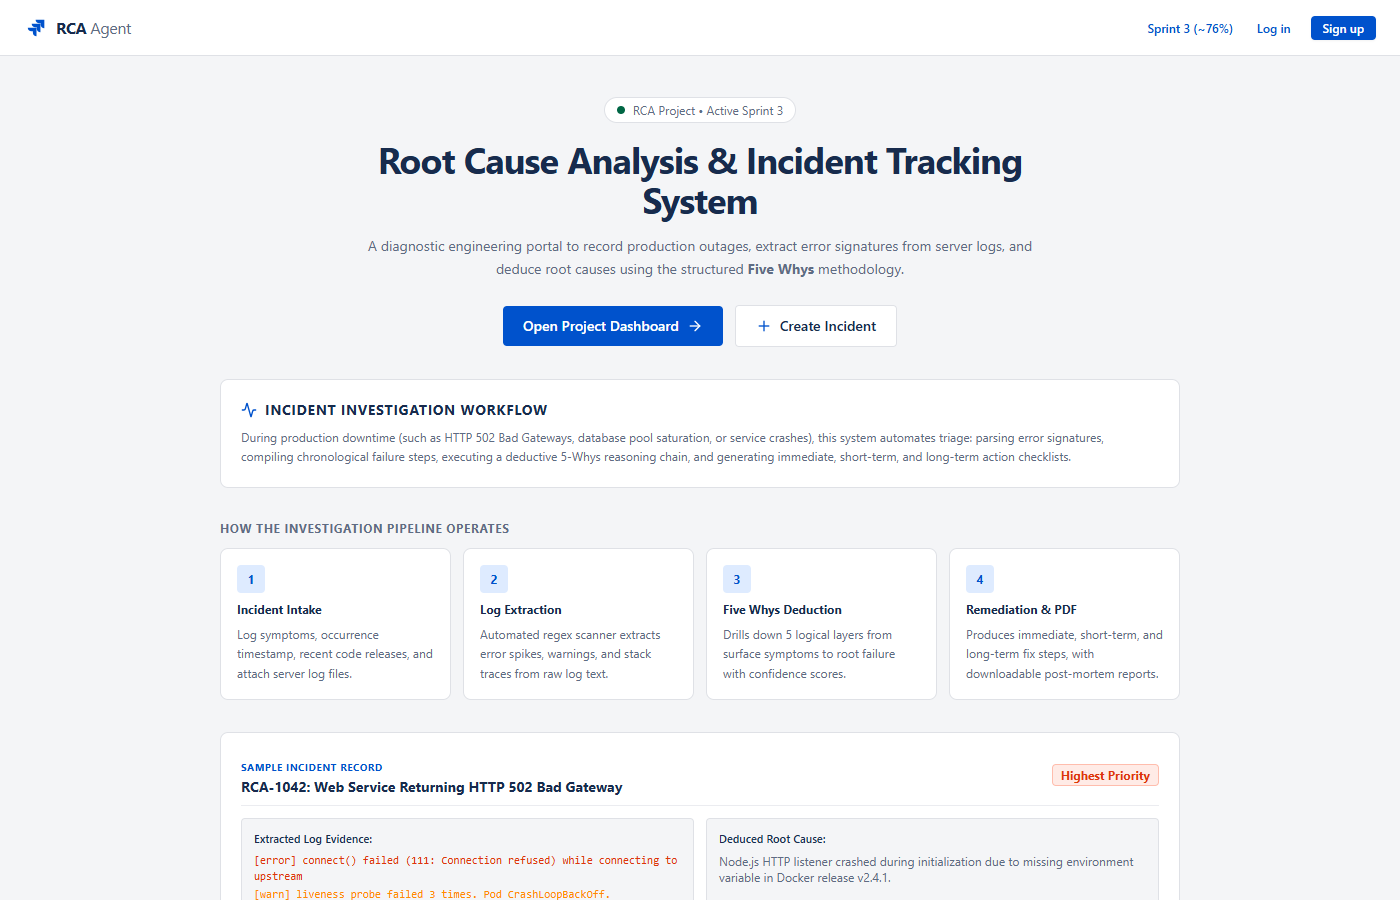 RCA Agent
Sprint 3 (~76%)
Log in
Sign up
RCA Project • Active Sprint 3
Root Cause Analysis & Incident Tracking
System
A diagnostic engineering portal to record production outages, extract error signatures from server logs, and
deduce root causes using the structured Five Whys methodology.
Open Project Dashboard
Create Incident
INCIDENT INVESTIGATION WORKFLOW
During production downtime (such as HTTP 502 Bad Gateways, database pool saturation, or service crashes), this system automates triage: parsing error signatures,
compiling chronological failure steps, executing a deductive 5-Whys reasoning chain, and generating immediate, short-term, and long-term action checklists.
HOW THE INVESTIGATION PIPELINE OPERATES
1
Incident Intake
Log symptoms, occurrence
timestamp, recent code releases, and
attach server log files.
2
Log Extraction
Automated regex scanner extracts
error spikes, warnings, and stack
traces from raw log text.
3
Five Whys Deduction
Drills down 5 logical layers from
surface symptoms to root failure
with confidence scores.
4
Remediation & PDF
Produces immediate, short-term, and
long-term fix steps, with
downloadable post-mortem reports.
SAMPLE INCIDENT RECORD
RCA-1042: Web Service Returning HTTP 502 Bad Gateway
Highest Priority
Extracted Log Evidence:
[error] connect() failed (111: Connection refused) while connecting to
upstream
[warn] liveness probe failed 3 times. Pod CrashLoopBackOff.
Deduced Root Cause:
Node.js HTTP listener crashed during initialization due to missing environment
variable in Docker release v2.4.1.